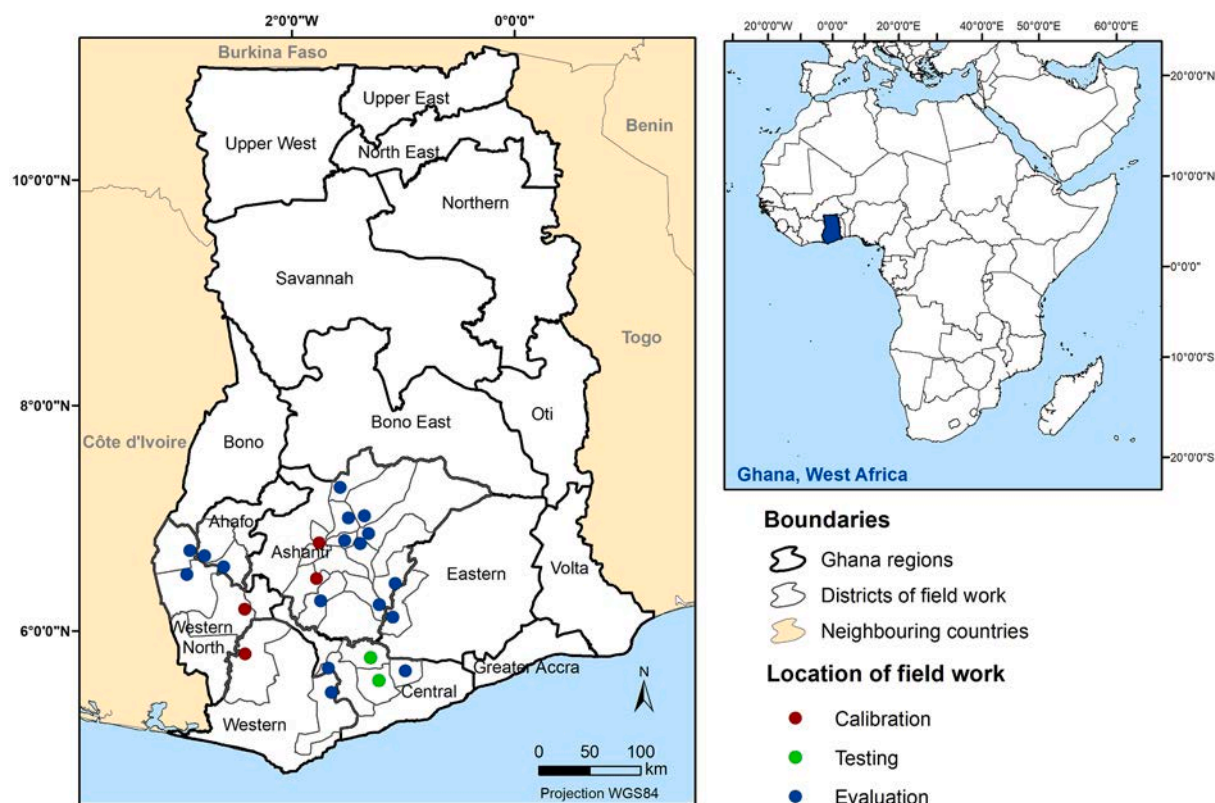 2°0'0"W
0°0'0"
Burkina Faso
Upper East
Benin
Upper West
North East
10°0'0"N
Northern
Savannah
Togo
8°0'0"N
Oti
Bono East
Bono
Côte d'Ivoire
Ahafo
Ashanti
Eastern
Volta
6°0'0"N
Western
North
Greater Accra
Central
Western
N
0 50 100
km
Projection WGS84
20°0'0"W 0°0'0" 20°0'0"E 40°0'0"E 60°0'0"E
20°0'0"N
10°0'0"N
0°0'0"
10°0'0"S
20°0'0"S
Ghana, West Africa
Boundaries
Ghana regions
Districts of field work
Neighbouring countries
Location of field work
Calibration
Testing
Evaluation